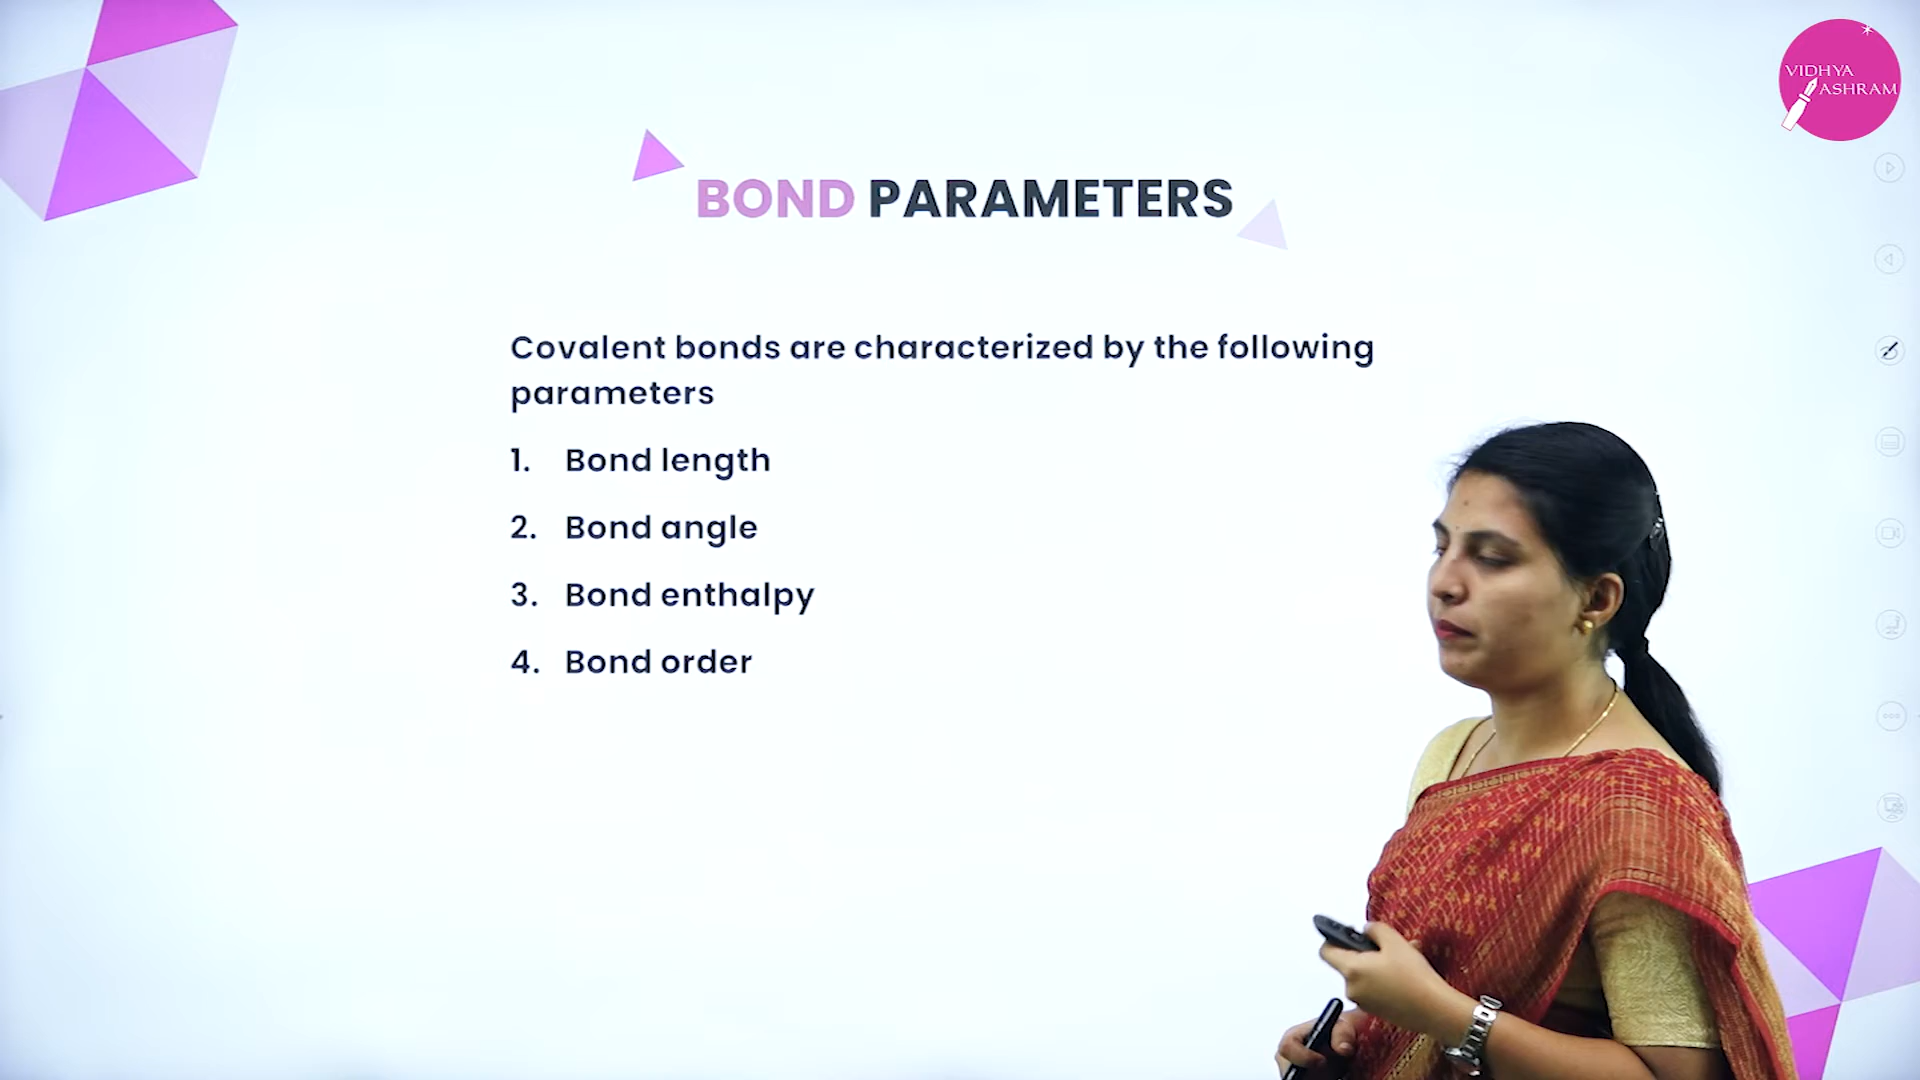 VIDHYA
ASHRAM
BOND PARAMETERS
Covalent bonds are characterized by the following
parameters
1. Bond length
2. Bond angle
3. Bond enthalpy
4. Bond order